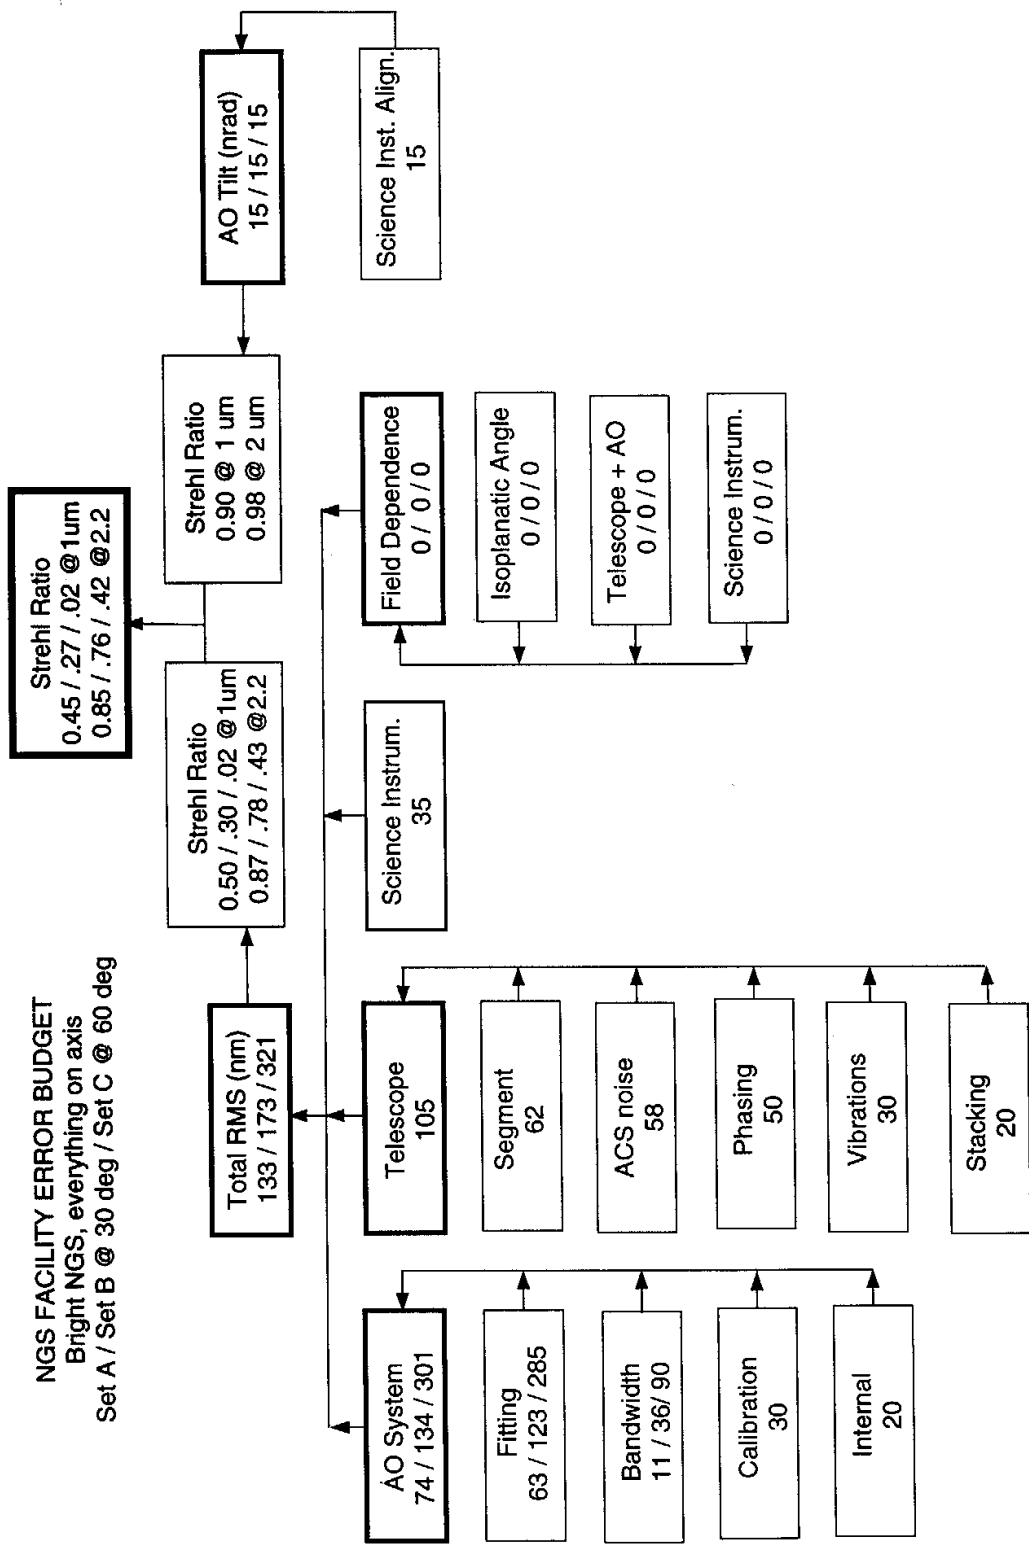 NGS FACILITY ERROR BUDGET
Bright NGS, everything on axis
Set A / Set B @ 30 deg / Set C @ 60 deg
Strehl Ratio
0.45 / .27 / .02 @1um
0.85 / .76 / .42 @2.2
Total RMS (nm)
133 / 173 / 321
Strehl Ratio
0.50 / .30 / .02 @1um
0.87 / .78 / .43 @2.2
Strehl Ratio
0.90 @ 1 um
0.98 @ 2 um
AO Tilt (nrad)
15 / 15 / 15
Science Inst. Align.
15
AO System
74 / 134 / 301
Fitting
63 / 123 / 285
Bandwidth
11 / 36/ 90
Calibration
30
Internal
20
Telescope
105
Segment
62
ACS noise
58
Phasing
50
Vibrations
30
Stacking
20
Science Instrum.
35
Field Dependence
0 / 0 / 0
Isoplanatic Angle
0 / 0 / 0
Telescope + AO
0 / 0 / 0
Science Instrum.
0 / 0 / 0